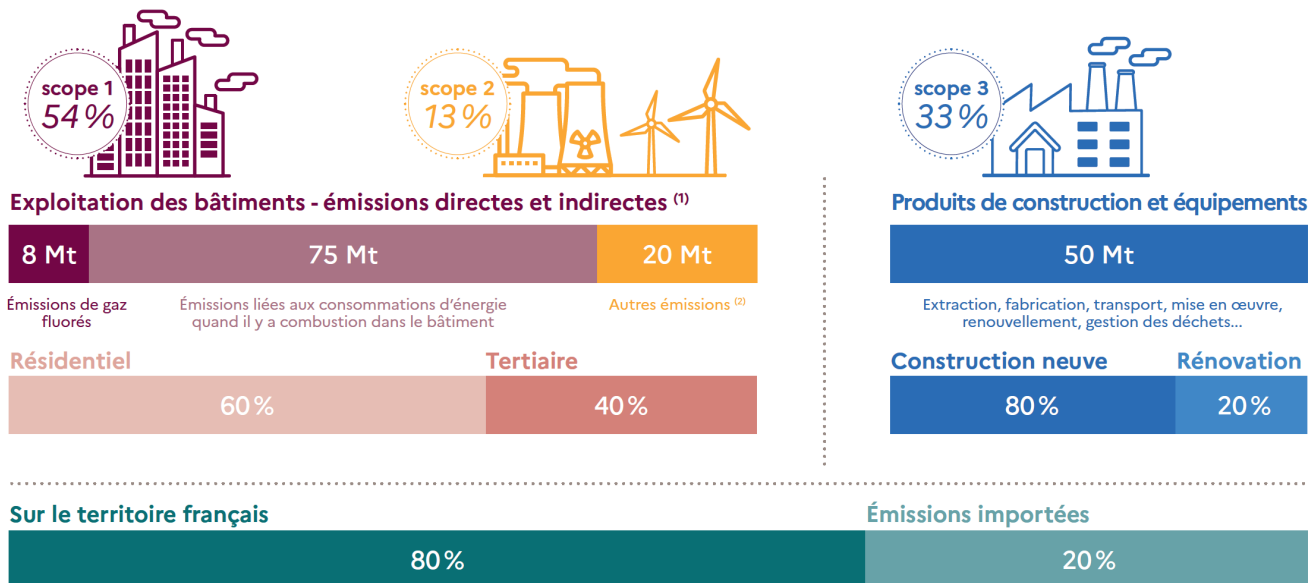 scope 1
54 %
scope 2
13 %
scope 3
33 %
Exploitation des bâtiments - émissions directes et indirectes (1)
8 Mt
75 Mt
20 Mt
Émissions de gaz
fluorés
Émissions liées aux consommations d'énergie
quand il y a combustion dans le bâtiment
Autres émissions (2)
Résidentiel
Tertiaire
60 %
40 %
Produits de construction et équipements
50 Mt
Extraction, fabrication, transport, mise en œuvre,
renouvellement, gestion des déchets...
Construction neuve
Rénovation
80 %
20 %
Sur le territoire français
Émissions importées
80 %
20 %